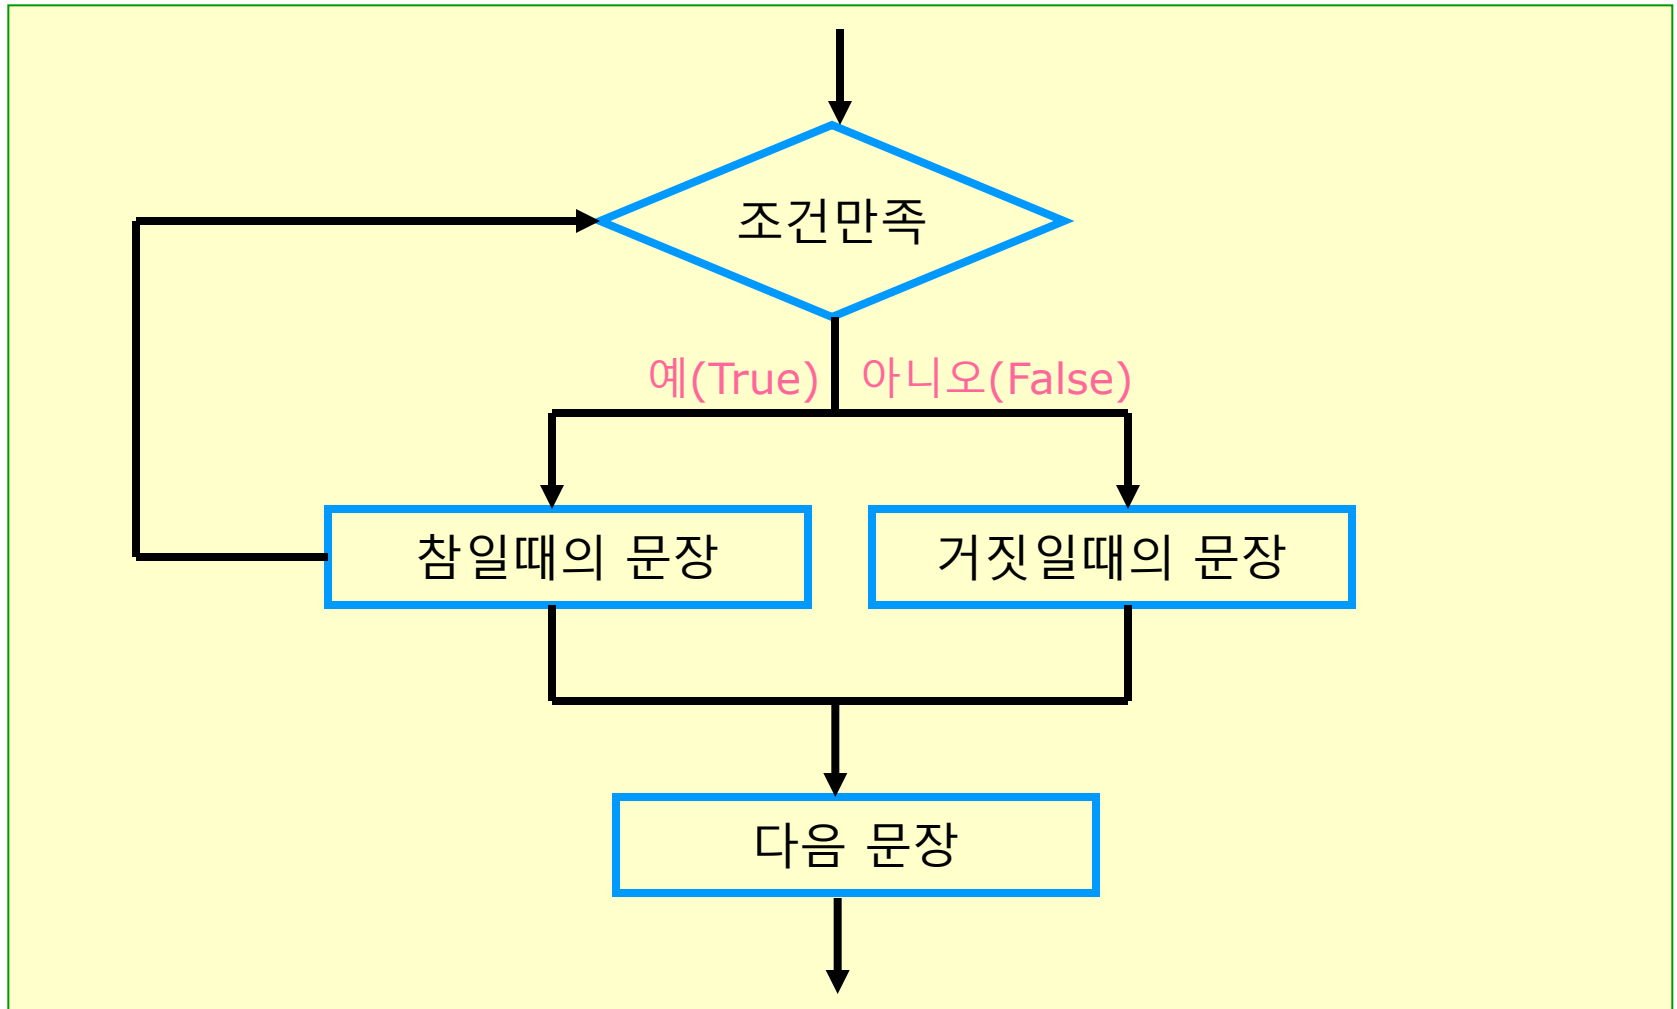 조건만족
예(True) 아니오(False)
참일때의 문장
거짓일때의 문장
다음 문장